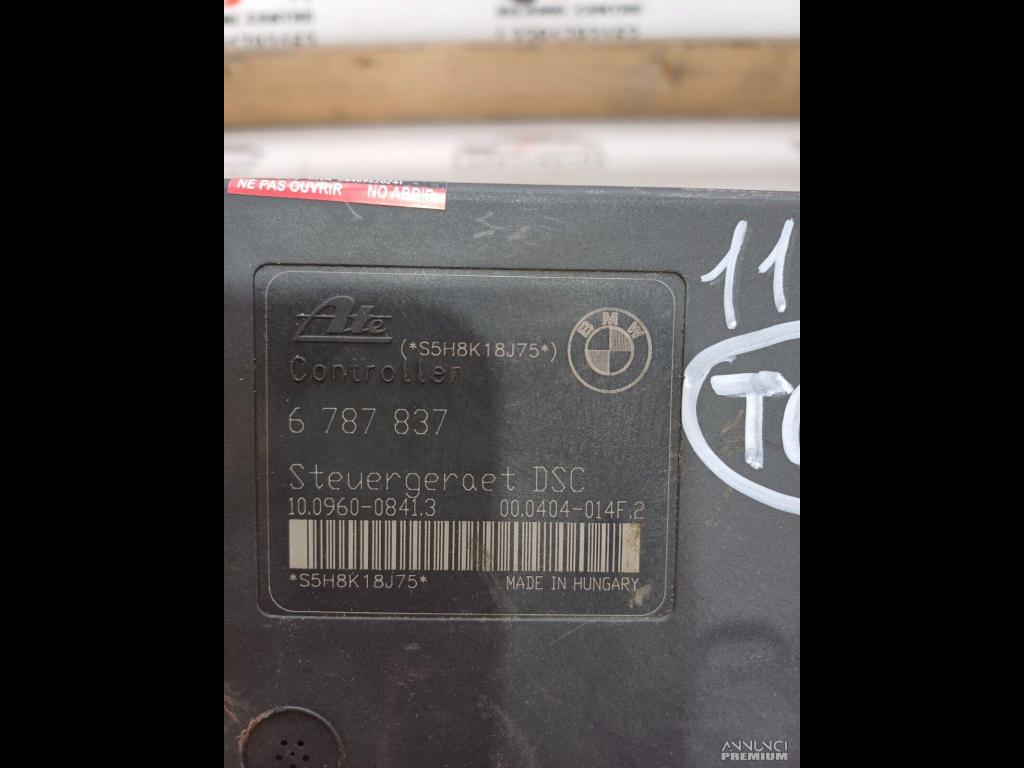 NE PAS OUVRIR NO ABRIR
11
Ate
(*S5H8K18J75*)
BMW
Controller
6 787 837
Steuergeraet DSC
10.0960-0841.3 00.0404-014F.2
*S5H8K18J75* MADE IN HUNGARY
ANNUNCI
PREMIUM